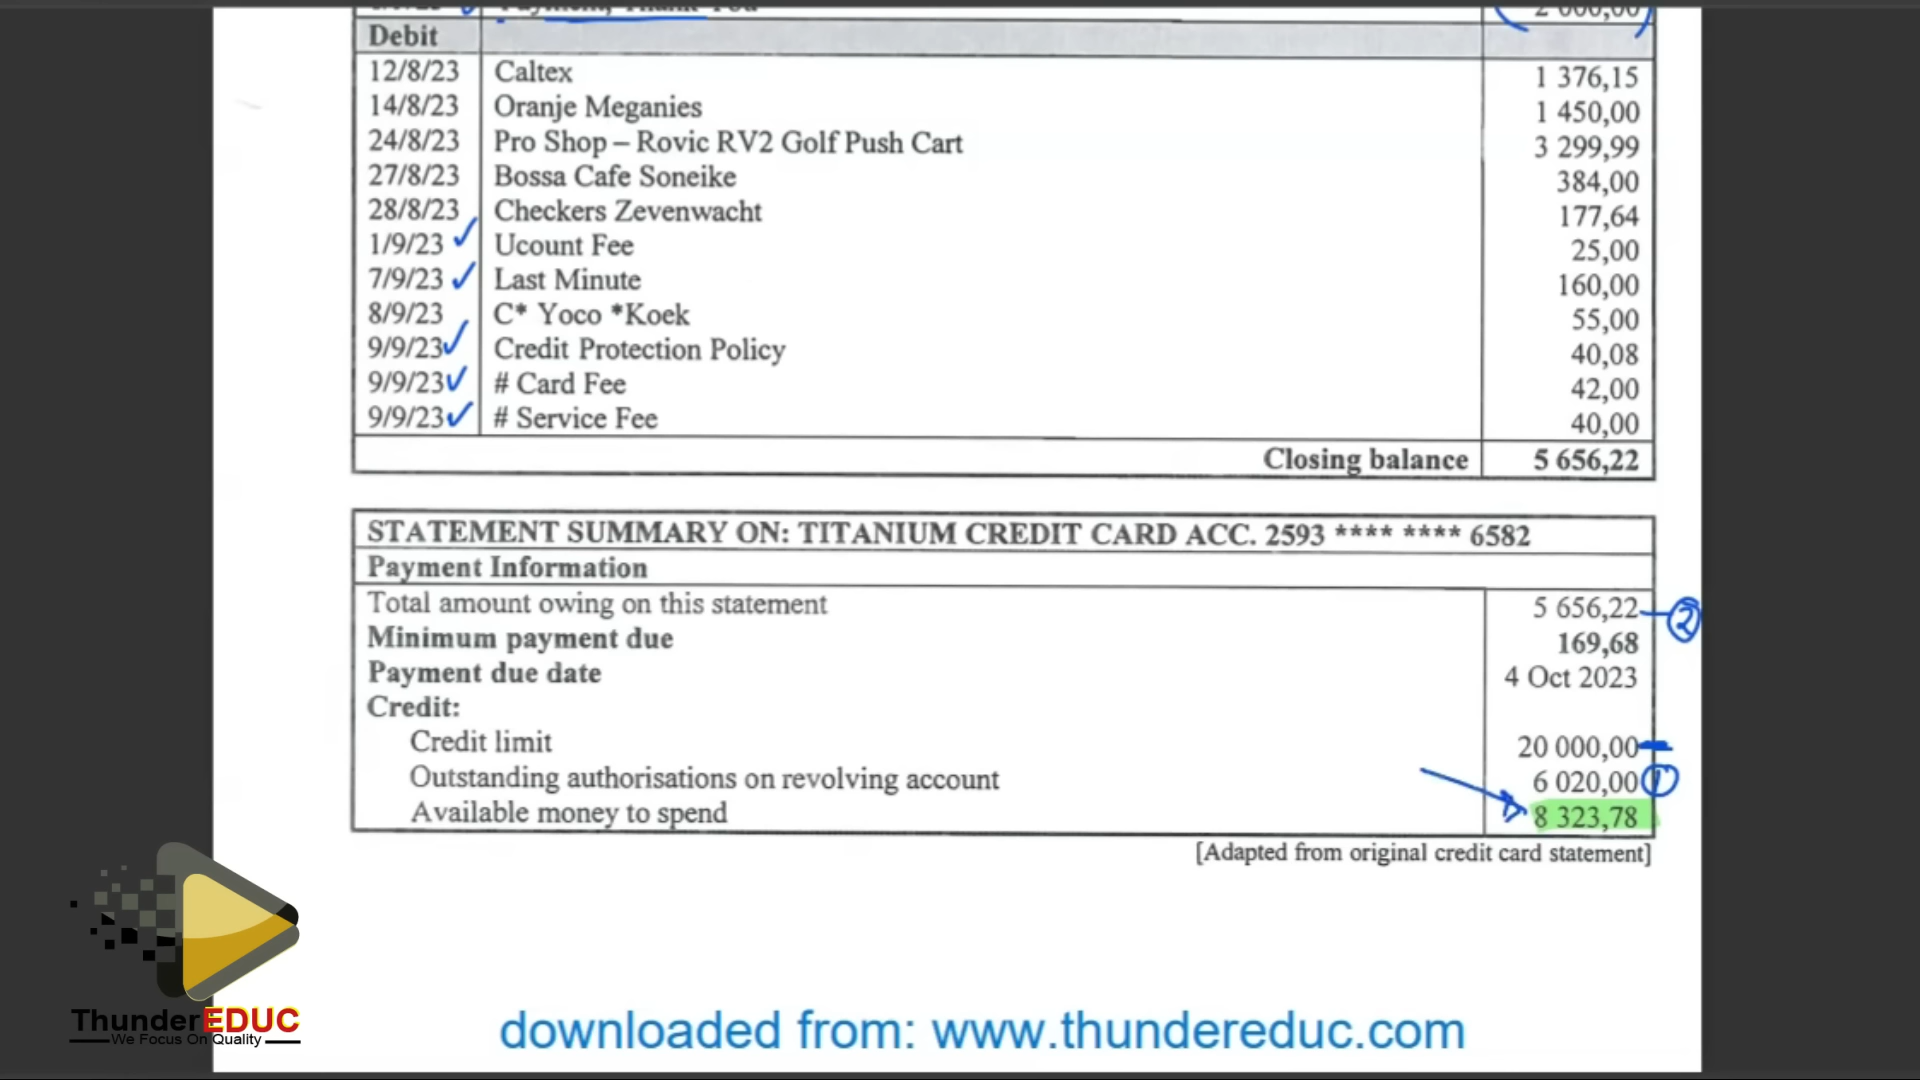 Payment, Thank You 2 000,00
Debit
12/8/23 Caltex 1 376,15
14/8/23 Oranje Meganies 1 450,00
24/8/23 Pro Shop – Rovic RV2 Golf Push Cart 3 299,99
27/8/23 Bossa Cafe Soneike 384,00
28/8/23 Checkers Zevenwacht 177,64
1/9/23 Ucount Fee 25,00
7/9/23 Last Minute 160,00
8/9/23 C* Yoco *Koek 55,00
9/9/23 Credit Protection Policy 40,08
9/9/23 # Card Fee 42,00
9/9/23 # Service Fee 40,00
Closing balance 5 656,22
STATEMENT SUMMARY ON: TITANIUM CREDIT CARD ACC. 2593 **** **** 6582
Payment Information
Total amount owing on this statement 5 656,22 2
Minimum payment due 169,68
Payment due date 4 Oct 2023
Credit:
Credit limit 20 000,00
Outstanding authorisations on revolving account 6 020,00 1
Available money to spend 8 323,78
[Adapted from original credit card statement]
ThunderEDUC
We Focus On Quality
downloaded from: www.thundereduc.com